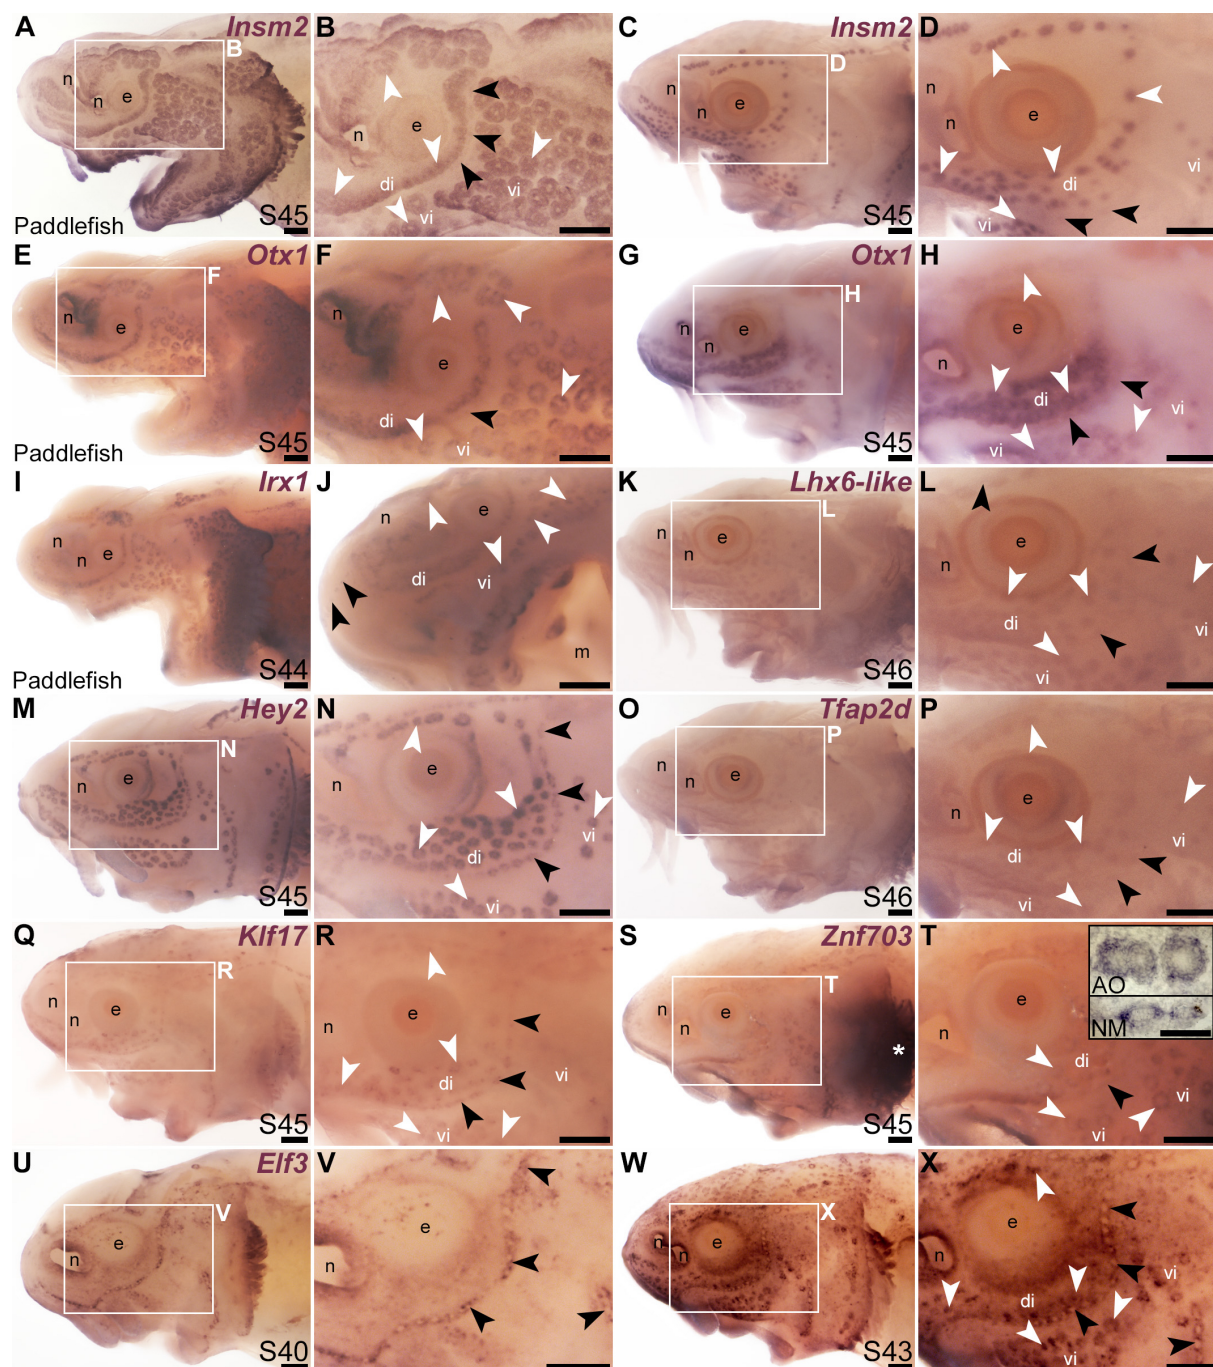 A Insm2 B C Insm2 D
n n e B S45 Paddlefish
n e di vi vi
n n e D S45
n n e di vi vi
E Otx1 F G Otx1 H
n e F S45 Paddlefish
n e di vi
n n e H S45
n e di vi vi
I Irx1 J K Lhx6-like L
n n e S44 Paddlefish
n e di vi m
n n e L S46
n e di vi vi
M Hey2 N O Tfap2d P
n e N S45
n e di vi vi
n n e P S46
n e di vi vi
Q Klf17 R S Znf703 T
n n e R S45
n e di vi vi
n n e T * S45
n e di vi vi AO NM
U Elf3 V W X
n e V S40
n e
n n e X S43
n e di vi vi